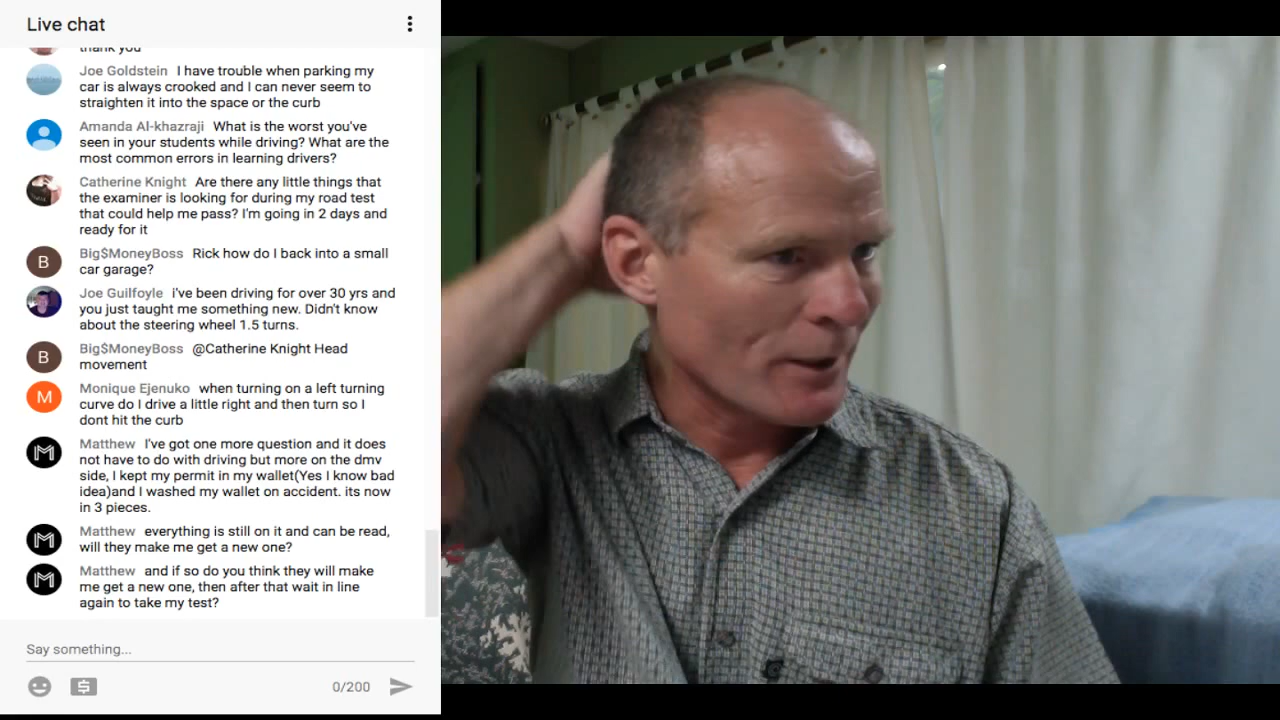 Live chat
thank you
Joe Goldstein I have trouble when parking my
car is always crooked and I can never seem to
straighten it into the space or the curb
Amanda Al-khazraji What is the worst you've
seen in your students while driving? What are the
most common errors in learning drivers?
Catherine Knight Are there any little things that
the examiner is looking for during my road test
that could help me pass? I'm going in 2 days and
ready for it
B
Big$MoneyBoss Rick how do I back into a small
car garage?
Joe Guilfoyle i've been driving for over 30 yrs and
you just taught me something new. Didn't know
about the steering wheel 1.5 turns.
B
Big$MoneyBoss @Catherine Knight Head
movement
M
Monique Ejenuko when turning on a left turning
curve do I drive a little right and then turn so I
dont hit the curb
M
Matthew I've got one more question and it does
not have to do with driving but more on the dmv
side, I kept my permit in my wallet(Yes I know bad
idea)and I washed my wallet on accident. its now
in 3 pieces.
M
Matthew everything is still on it and can be read,
will they make me get a new one?
M
Matthew and if so do you think they will make
me get a new one, then after that wait in line
again to take my test?
Say something...
$
0/200